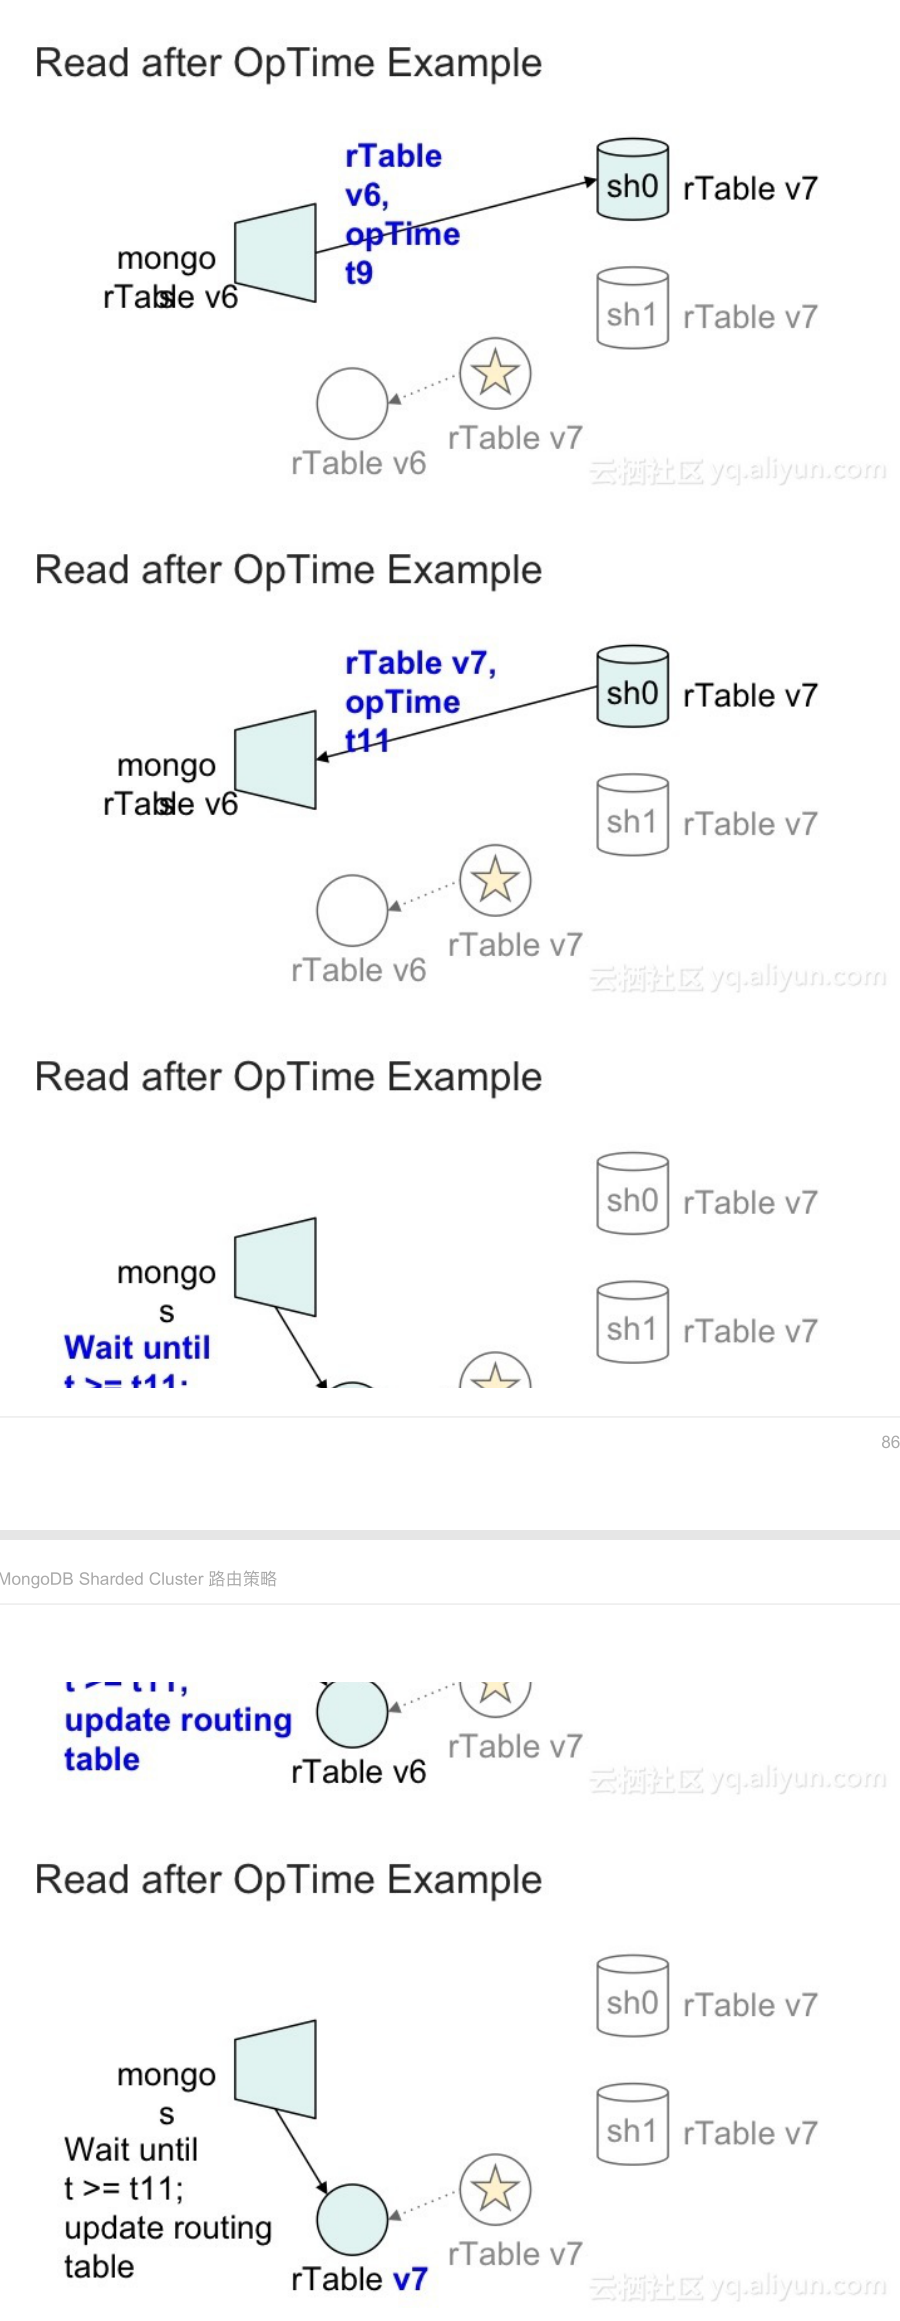 Read after OpTime Example
rTable
v6,
opTime
t9
sh0
rTable v7
mongo
s
rTable v6
sh1
rTable v7
rTable v7
rTable v6
云栖社区 yq.aliyun.com
Read after OpTime Example
rTable v7,
opTime
t11
sh0
rTable v7
mongo
s
rTable v6
sh1
rTable v7
rTable v7
rTable v6
云栖社区 yq.aliyun.com
Read after OpTime Example
sh0
rTable v7
mongo
s
sh1
rTable v7
Wait until
t >= t11;
86
MongoDB Sharded Cluster 路由策略
t >= t11;
update routing
table
rTable v7
rTable v6
云栖社区 yq.aliyun.com
Read after OpTime Example
sh0
rTable v7
mongo
s
sh1
rTable v7
Wait until
t >= t11;
update routing
table
rTable v7
rTable v7
云栖社区 yq.aliyun.com